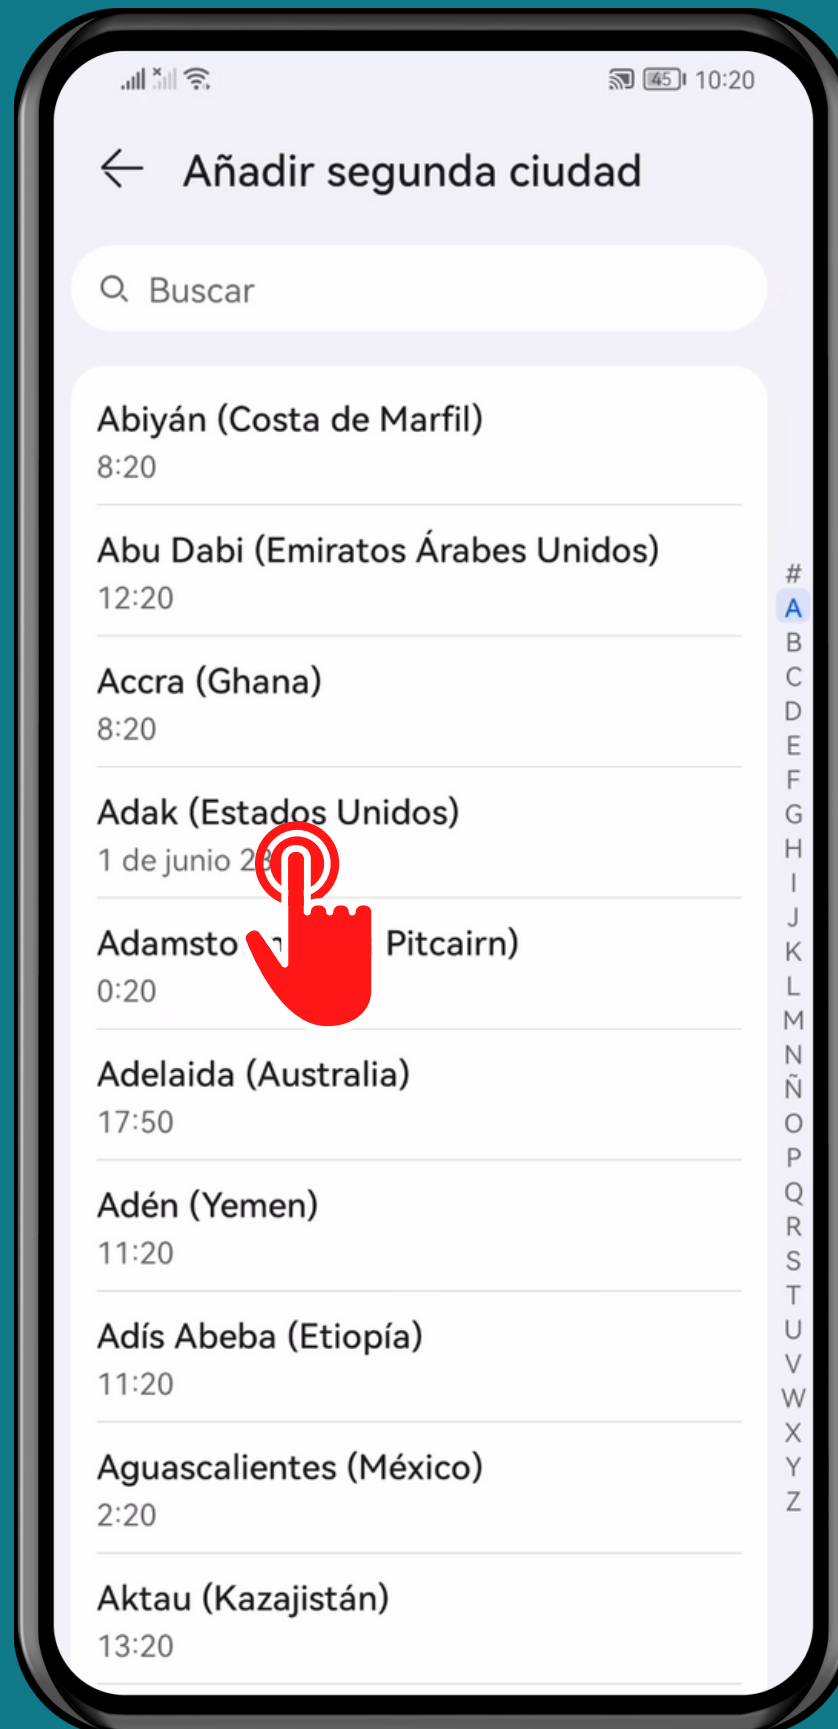 45 10:20
Añadir segunda ciudad
Buscar
Abiyán (Costa de Marfil)
8:20
Abu Dabi (Emiratos Árabes Unidos)
12:20
Accra (Ghana)
8:20
Adak (Estados Unidos)
1 de junio
Pitcairn)
0:20
Adelaida (Australia)
17:50
Adén (Yemen)
11:20
Adís Abeba (Etiopía)
11:20
Aguascalientes (México)
2:20
Aktau (Kazajistán)
13:20
#
A
B
C
D
E
F
G
H
I
J
K
L
M
N
Ñ
O
P
Q
R
S
T
U
V
W
X
Y
Z